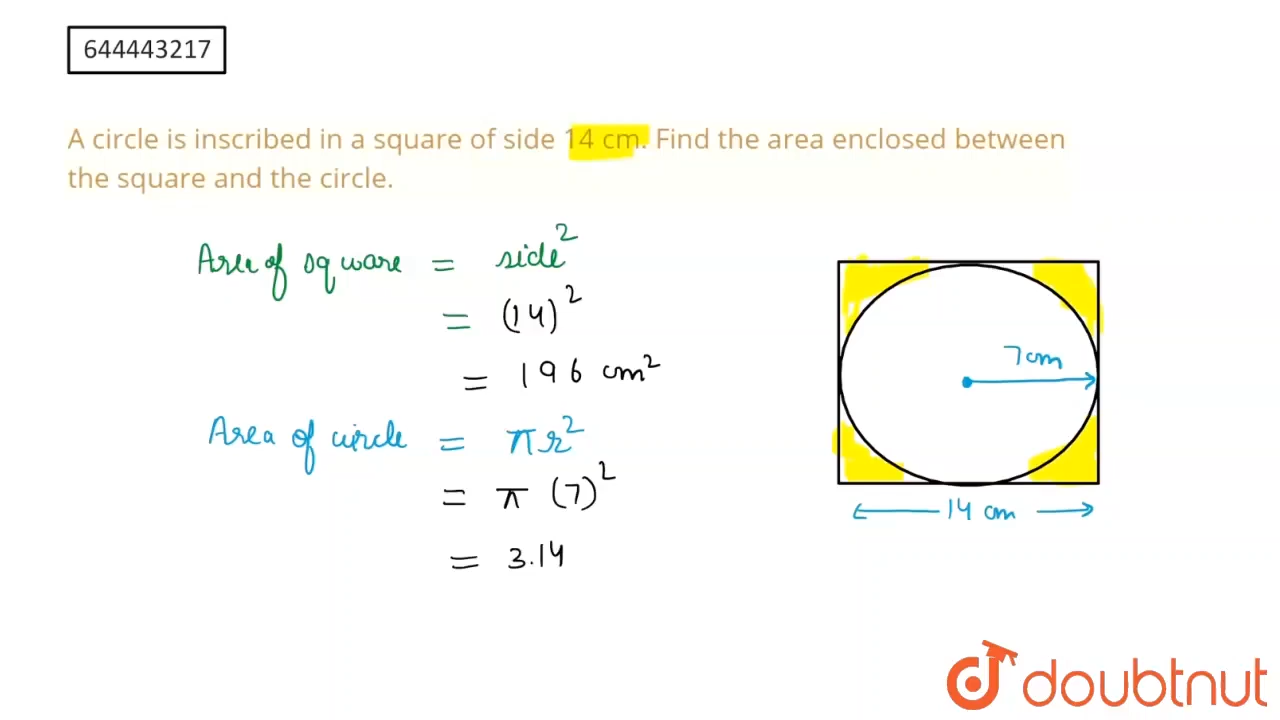 644443217
A circle is inscribed in a square of side 14 cm. Find the area enclosed between
the square and the circle.
Area of square = side²
= (14)²
= 196 cm²
Area of circle = πr²
= π (7)²
= 3.14
7cm
14 cm
doubtnut